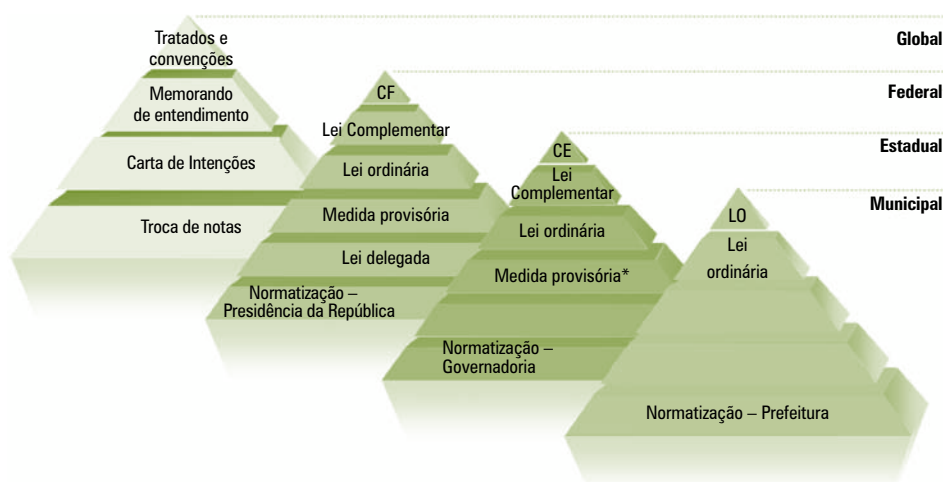 Tratados e
convenções
Memorando
de entendimento
Carta de Intenções
Troca de notas
CF
Lei Complementar
Lei ordinária
Medida provisória
Lei delegada
Normatização –
Presidência da República
CE
Lei
Complementar
Lei ordinária
Medida provisória*
Normatização –
Governadoria
LO
Lei
ordinária
Normatização – Prefeitura
Global
Federal
Estadual
Municipal